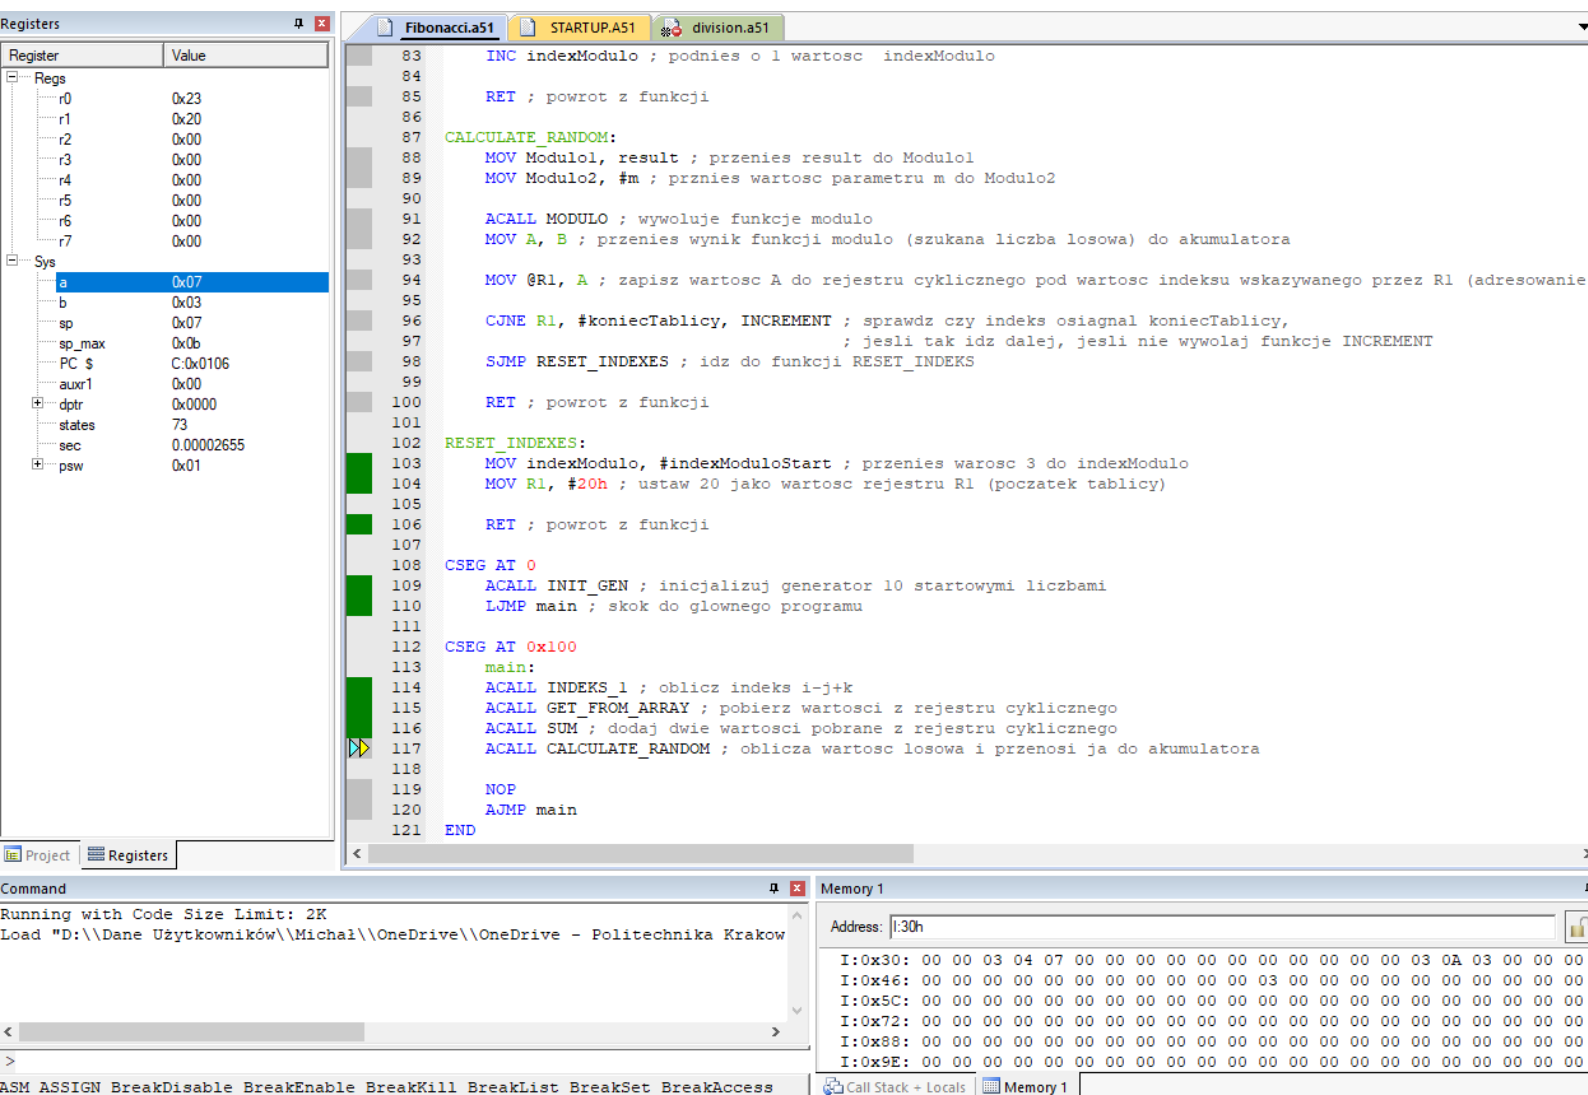 Registers
Register Value
Regs
r0 0x23
r1 0x20
r2 0x00
r3 0x00
r4 0x00
r5 0x00
r6 0x00
r7 0x00
Sys
a 0x07
b 0x03
sp 0x07
sp_max 0x0b
PC $ C:0x0106
auxr1 0x00
dptr 0x0000
states 73
sec 0.00002655
psw 0x01
Project Registers
Fibonacci.a51 STARTUP.A51 division.a51
83 INC indexModulo ; podnies o 1 wartosc indexModulo
84
85 RET ; powrot z funkcji
86
87 CALCULATE_RANDOM:
88 MOV Modulo1, result ; przenies result do Modulo1
89 MOV Modulo2, #m ; prznies wartosc parametru m do Modulo2
90
91 ACALL MODULO ; wywoluje funkcje modulo
92 MOV A, B ; przenies wynik funkcji modulo (szukana liczba losowa) do akumulatora
93
94 MOV @R1, A ; zapisz wartosc A do rejestru cyklicznego pod wartosc indeksu wskazywanego przez R1 (adresowanie
95
96 CJNE R1, #koniecTablicy, INCREMENT ; sprawdz czy indeks osiagnal koniecTablicy,
97 ; jesli tak idz dalej, jesli nie wywolaj funkcje INCREMENT
98 SJMP RESET_INDEXES ; idz do funkcji RESET_INDEKS
99
100 RET ; powrot z funkcji
101
102 RESET_INDEXES:
103 MOV indexModulo, #indexModuloStart ; przenies warosc 3 do indexModulo
104 MOV R1, #20h ; ustaw 20 jako wartosc rejestru R1 (poczatek tablicy)
105
106 RET ; powrot z funkcji
107
108 CSEG AT 0
109 ACALL INIT_GEN ; inicjalizuj generator 10 startowymi liczbami
110 LJMP main ; skok do glownego programu
111
112 CSEG AT 0x100
113 main:
114 ACALL INDEKS_1 ; oblicz indeks i-j+k
115 ACALL GET_FROM_ARRAY ; pobierz wartosci z rejestru cyklicznego
116 ACALL SUM ; dodaj dwie wartosci pobrane z rejestru cyklicznego
117 ACALL CALCULATE_RANDOM ; oblicza wartosc losowa i przenosi ja do akumulatora
118
119 NOP
120 AJMP main
121 END
Command
Running with Code Size Limit: 2K
Load "D:\\Dane Użytkowników\\Michał\\OneDrive\\OneDrive - Politechnika Krakow
>
ASM ASSIGN BreakDisable BreakEnable BreakKill BreakList BreakSet BreakAccess
Memory 1
Address: I:30h
I:0x30: 00 00 03 04 07 00 00 00 00 00 00 00 00 00 00 00 03 0A 03 00 00 00
I:0x46: 00 00 00 00 00 00 00 00 00 00 00 03 00 00 00 00 00 00 00 00 00 00
I:0x5C: 00 00 00 00 00 00 00 00 00 00 00 00 00 00 00 00 00 00 00 00 00 00
I:0x72: 00 00 00 00 00 00 00 00 00 00 00 00 00 00 00 00 00 00 00 00 00 00
I:0x88: 00 00 00 00 00 00 00 00 00 00 00 00 00 00 00 00 00 00 00 00 00 00
I:0x9E: 00 00 00 00 00 00 00 00 00 00 00 00 00 00 00 00 00 00 00 00 00 00
Call Stack + Locals Memory 1